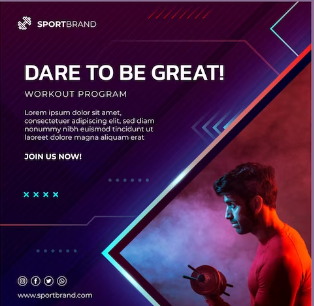 SPORTBRAND
DARE TO BE GREAT!
WORKOUT PROGRAM
Lorem ipsum dolor sit amet,
consectetuer adipiscing elit, sed diam
nonummy nibh euismod tincidunt ut
laoreet dolore magna aliquam erat
JOIN US NOW!
www.sportbrand.com